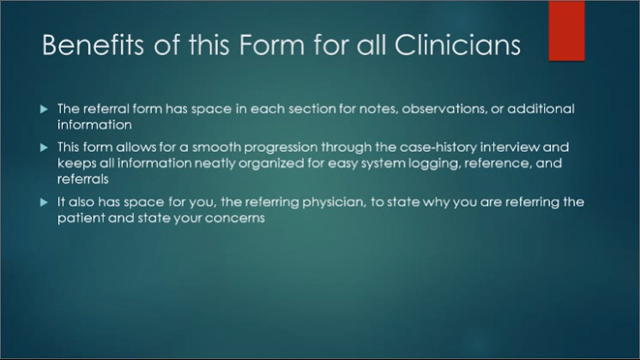 Benefits of this Form for all Clinicians
The referral form has space in each section for notes, observations, or additional
information
This form allows for a smooth progression through the case-history interview and
keeps all information neatly organized for easy system logging, reference, and
referrals
It also has space for you, the referring physician, to state why you are referring the
patient and state your concerns